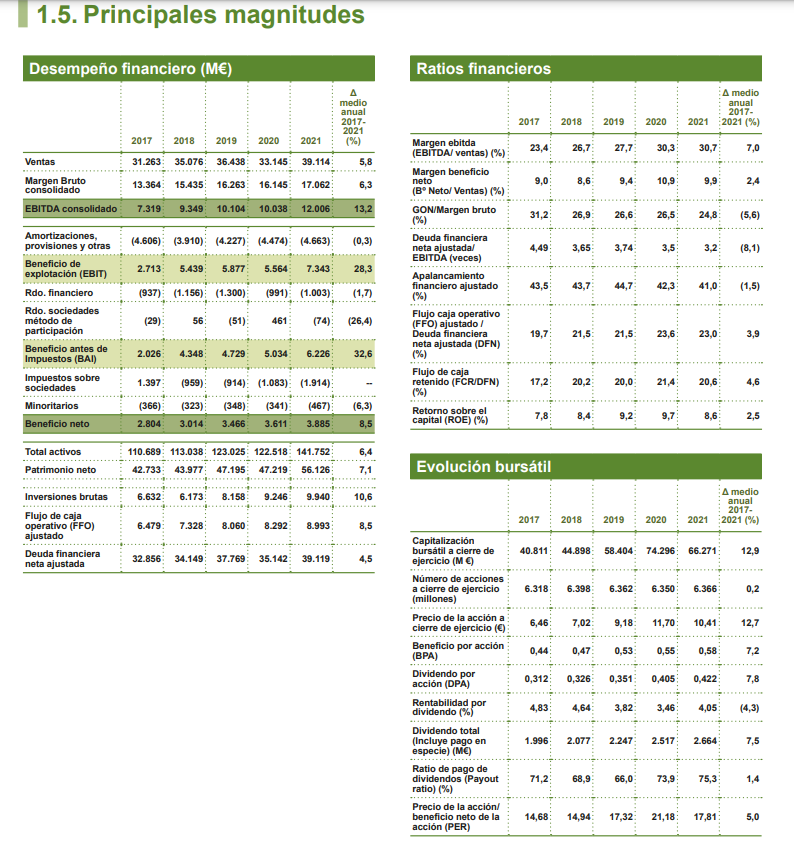 1.5. Principales magnitudes
Desempeño financiero (M€)
2017 2018 2019 2020 2021 Δ medio anual 2017-2021 (%)
Ventas 31.263 35.076 36.438 33.145 39.114 5,8
Margen Bruto consolidado 13.364 15.435 16.263 16.145 17.062 6,3
EBITDA consolidado 7.319 9.349 10.104 10.038 12.006 13,2
Amortizaciones, provisiones y otras (4.606) (3.910) (4.227) (4.474) (4.663) (0,3)
Beneficio de explotación (EBIT) 2.713 5.439 5.877 5.564 7.343 28,3
Rdo. financiero (937) (1.156) (1.300) (991) (1.003) (1,7)
Rdo. sociedades método de participación (29) 56 (51) 461 (74) (26,4)
Beneficio antes de Impuestos (BAI) 2.026 4.348 4.729 5.034 6.226 32,6
Impuestos sobre sociedades 1.397 (959) (914) (1.083) (1.914) --
Minoritarios (366) (323) (348) (341) (467) (6,3)
Beneficio neto 2.804 3.014 3.466 3.611 3.885 8,5
Total activos 110.689 113.038 123.025 122.518 141.752 6,4
Patrimonio neto 42.733 43.977 47.195 47.219 56.126 7,1
Inversiones brutas 6.632 6.173 8.158 9.246 9.940 10,6
Flujo de caja operativo (FFO) ajustado 6.479 7.328 8.060 8.292 8.993 8,5
Deuda financiera neta ajustada 32.856 34.149 37.769 35.142 39.119 4,5
Ratios financieros
2017 2018 2019 2020 2021 Δ medio anual 2017-2021 (%)
Margen ebitda (EBITDA/ ventas) (%) 23,4 26,7 27,7 30,3 30,7 7,0
Margen beneficio neto (Bº Neto/ Ventas) (%) 9,0 8,6 9,4 10,9 9,9 2,4
GON/Margen bruto (%) 31,2 26,9 26,6 26,5 24,8 (5,6)
Deuda financiera neta ajustada/ EBITDA (veces) 4,49 3,65 3,74 3,5 3,2 (8,1)
Apalancamiento financiero ajustado (%) 43,5 43,7 44,7 42,3 41,0 (1,5)
Flujo caja operativo (FFO) ajustado / Deuda financiera neta ajustada (DFN) (%) 19,7 21,5 21,5 23,6 23,0 3,9
Flujo de caja retenido (FCR/DFN) (%) 17,2 20,2 20,0 21,4 20,6 4,6
Retorno sobre el capital (ROE) (%) 7,8 8,4 9,2 9,7 8,6 2,5
Evolución bursátil
2017 2018 2019 2020 2021 Δ medio anual 2017-2021 (%)
Capitalización bursátil a cierre de ejercicio (M €) 40.811 44.898 58.404 74.296 66.271 12,9
Número de acciones a cierre de ejercicio (millones) 6.318 6.398 6.362 6.350 6.366 0,2
Precio de la acción a cierre de ejercicio (€) 6,46 7,02 9,18 11,70 10,41 12,7
Beneficio por acción (BPA) 0,44 0,47 0,53 0,55 0,58 7,2
Dividendo por acción (DPA) 0,312 0,326 0,351 0,405 0,422 7,8
Rentabilidad por dividendo (%) 4,83 4,64 3,82 3,46 4,05 (4,3)
Dividendo total (Incluye pago en especie) (M€) 1.996 2.077 2.247 2.517 2.664 7,5
Ratio de pago de dividendos (Payout ratio) (%) 71,2 68,9 66,0 73,9 75,3 1,4
Precio de la acción/ beneficio neto de la acción (PER) 14,68 14,94 17,32 21,18 17,81 5,0